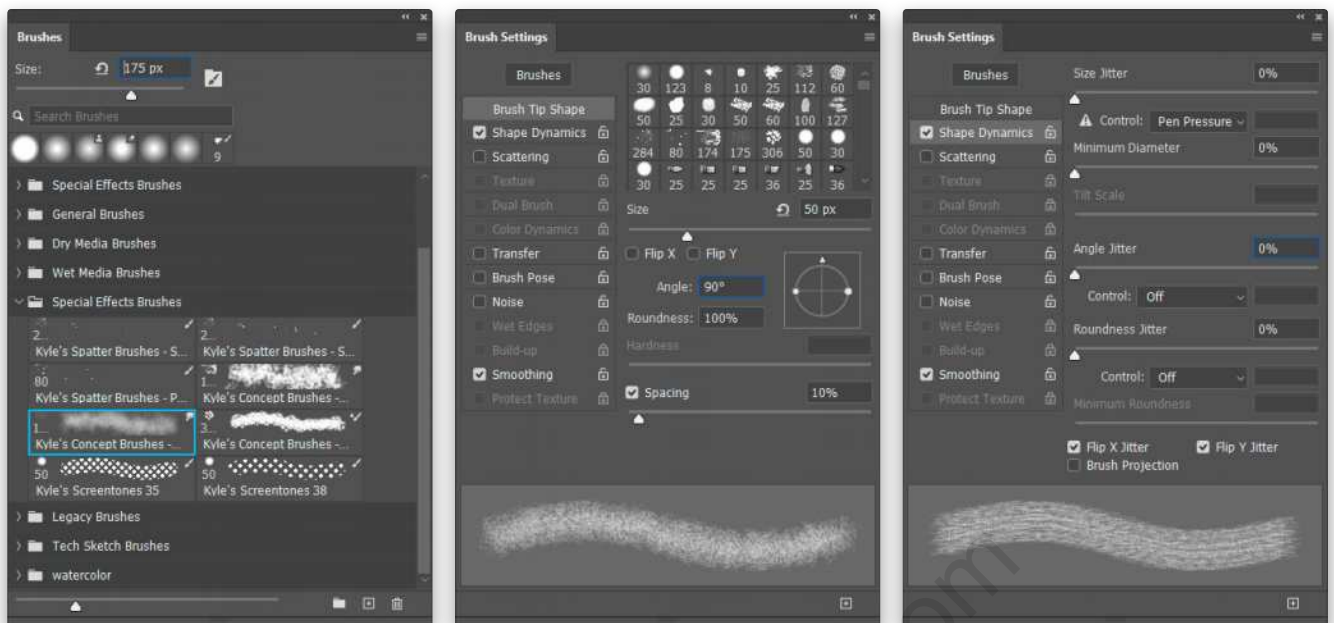 Brushes
Size:
175 px
Search Brushes
9
Special Effects Brushes
General Brushes
Dry Media Brushes
Wet Media Brushes
Special Effects Brushes
2...
2...
Kyle's Spatter Brushes - S...
Kyle's Spatter Brushes - S...
80
1...
Kyle's Spatter Brushes - P...
Kyle's Concept Brushes -...
1...
3...
Kyle's Concept Brushes -...
Kyle's Concept Brushes -...
50
50
Kyle's Screentones 35
Kyle's Screentones 38
Legacy Brushes
Tech Sketch Brushes
watercolor
Brush Settings
Brushes
Brush Tip Shape
Shape Dynamics
Scattering
Texture
Dual Brush
Color Dynamics
Transfer
Brush Pose
Noise
Wet Edges
Build-up
Smoothing
Protect Texture
30 123 8 10 25 112 60
50 25 30 50 60 100 127
284 80 174 175 306 50 30
30 25 25 25 36 25 36
Size 50 px
Flip X Flip Y
Angle: 90°
Roundness: 100%
Hardness
Spacing 10%
Brush Settings
Brushes
Brush Tip Shape
Shape Dynamics
Scattering
Texture
Dual Brush
Color Dynamics
Transfer
Brush Pose
Noise
Wet Edges
Build-up
Smoothing
Protect Texture
Size Jitter 0%
Control: Pen Pressure
Minimum Diameter 0%
Tilt Scale
Angle Jitter 0%
Control: Off
Roundness Jitter 0%
Control: Off
Minimum Roundness
Flip X Jitter Flip Y Jitter
Brush Projection